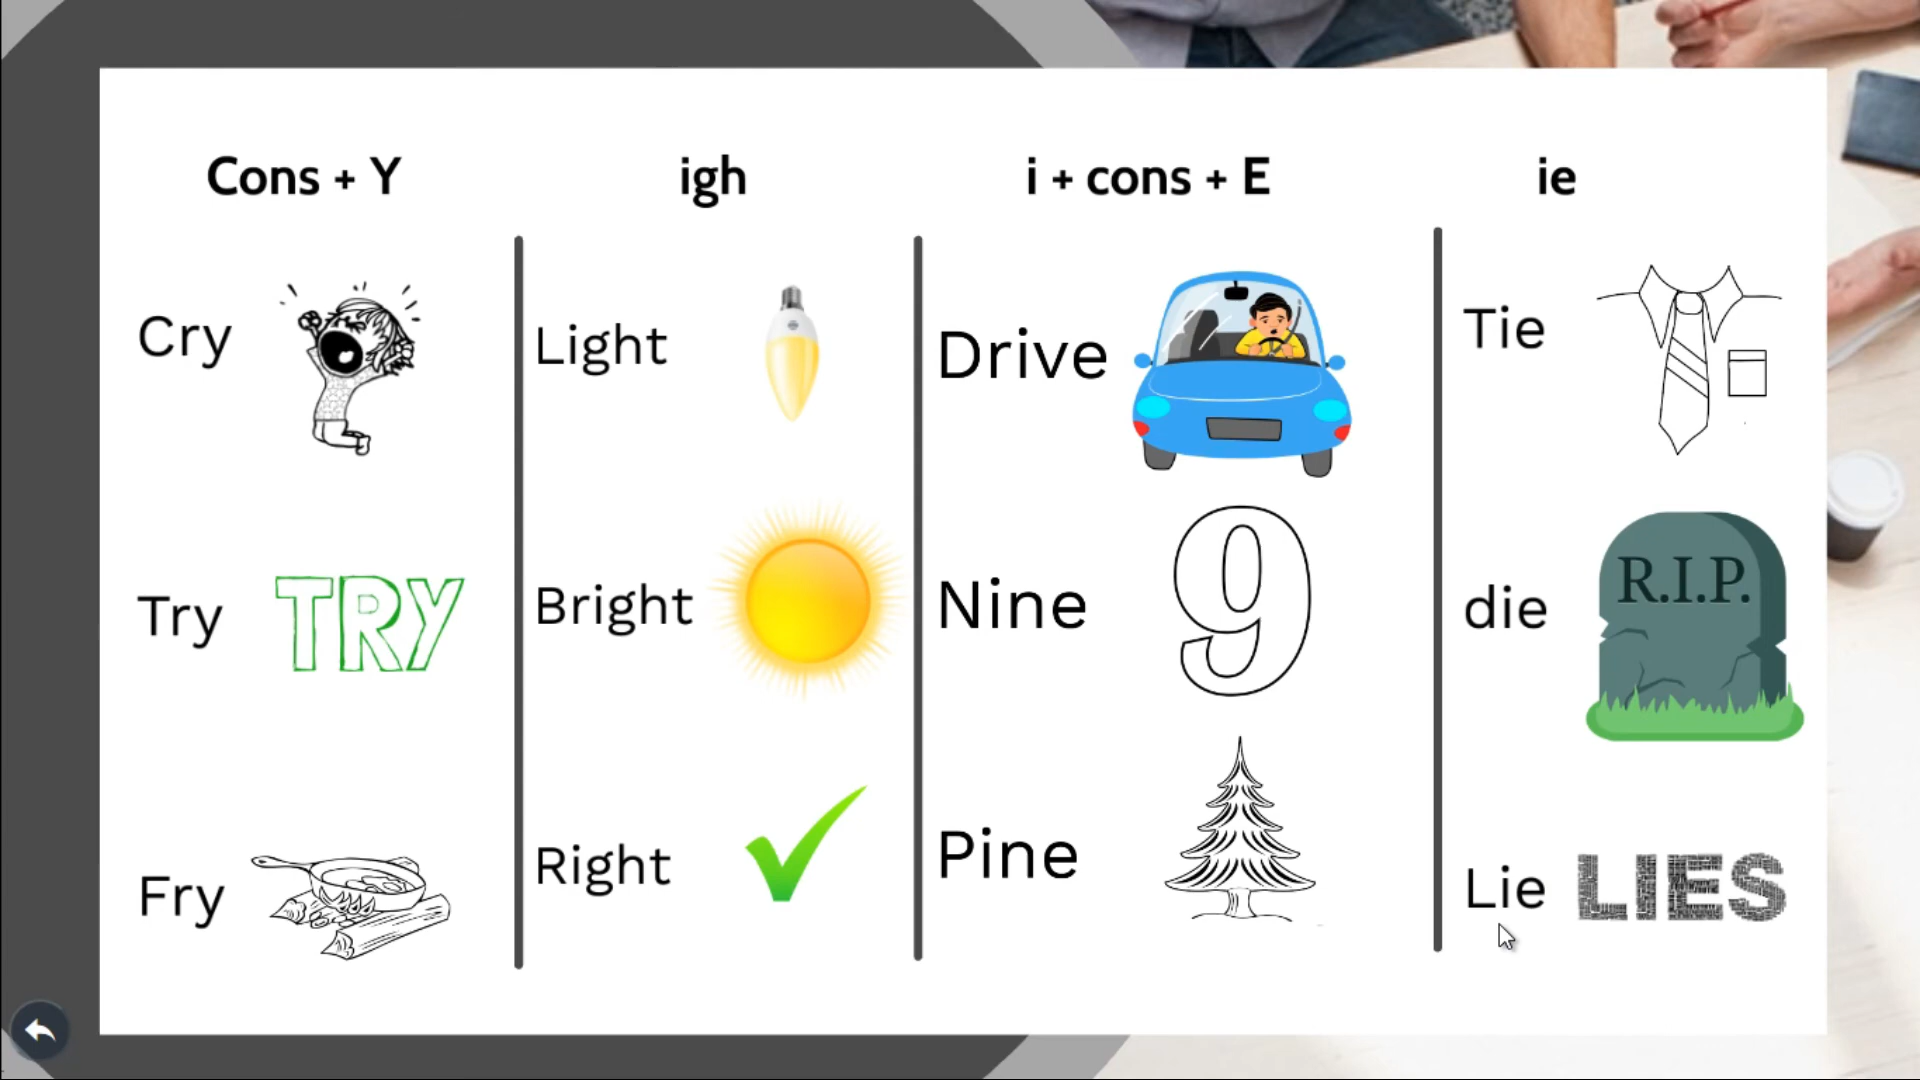 Cons + Y
igh
i + cons + E
ie
Cry
Try
TRY
Fry
Light
Bright
Right
Drive
Nine
9
Pine
Tie
die
R.I.P.
Lie
LIES